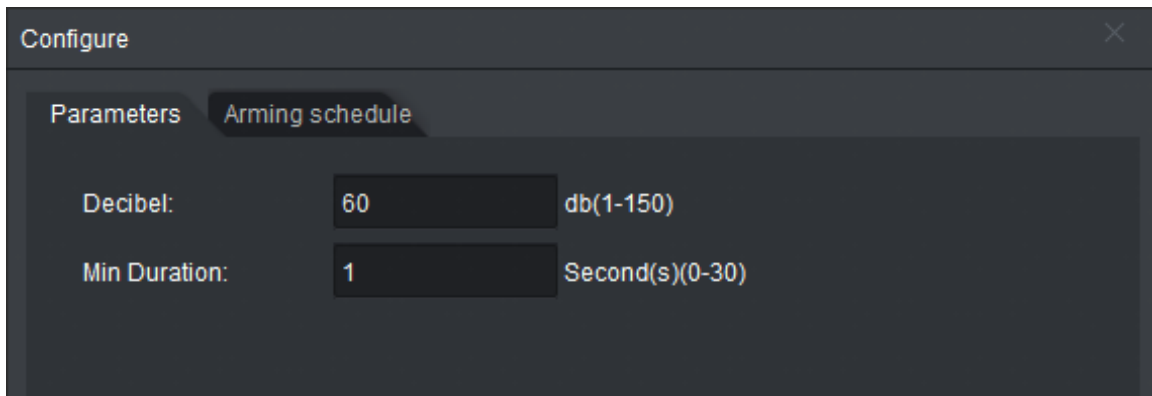 Configure
Parameters Arming schedule
Decibel: 60 db(1-150)
Min Duration: 1 Second(s)(0-30)